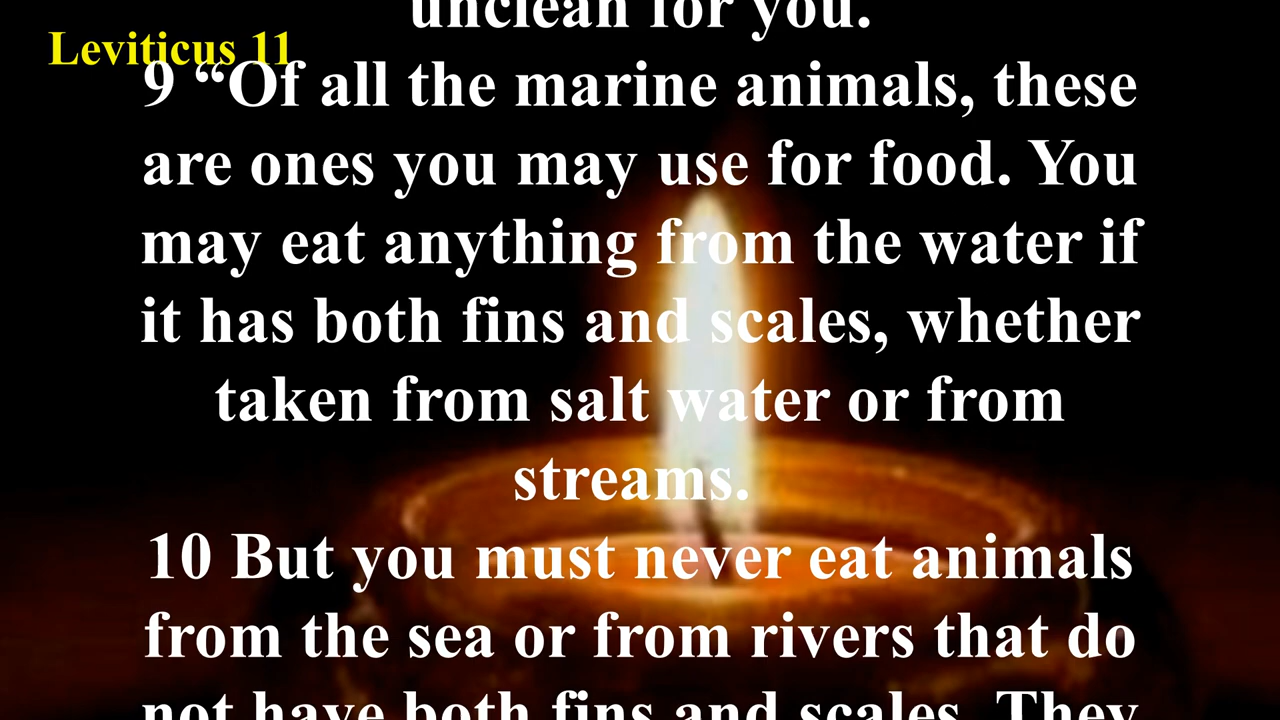 unclean for you.
Leviticus 11
9 “Of all the marine animals, these
are ones you may use for food. You
may eat anything from the water if
it has both fins and scales, whether
taken from salt water or from
streams.
10 But you must never eat animals
from the sea or from rivers that do
not have both fins and scales. They